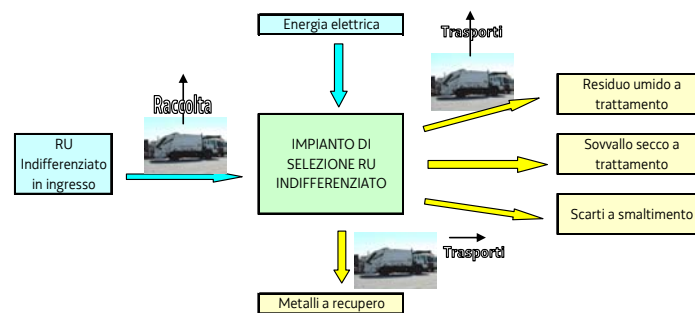 Energia elettrica
Trasporti
Raccolta
Residuo umido a
trattamento
RU
Indifferenziato
in ingresso
IMPIANTO DI
SELEZIONE RU
INDIFFERENZIATO
Sovvallo secco a
trattamento
Scarti a smaltimento
Trasporti
Metalli a recupero